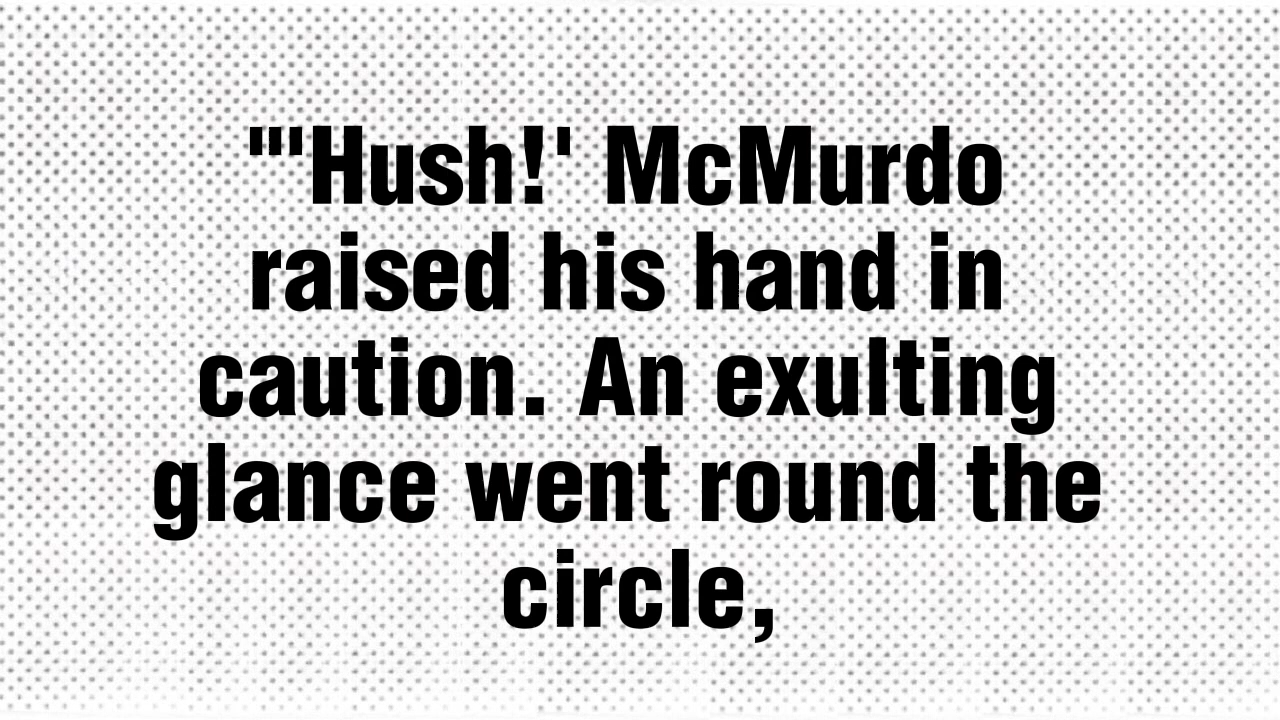 "'Hush!' McMurdo
raised his hand in
caution. An exulting
glance went round the
circle,